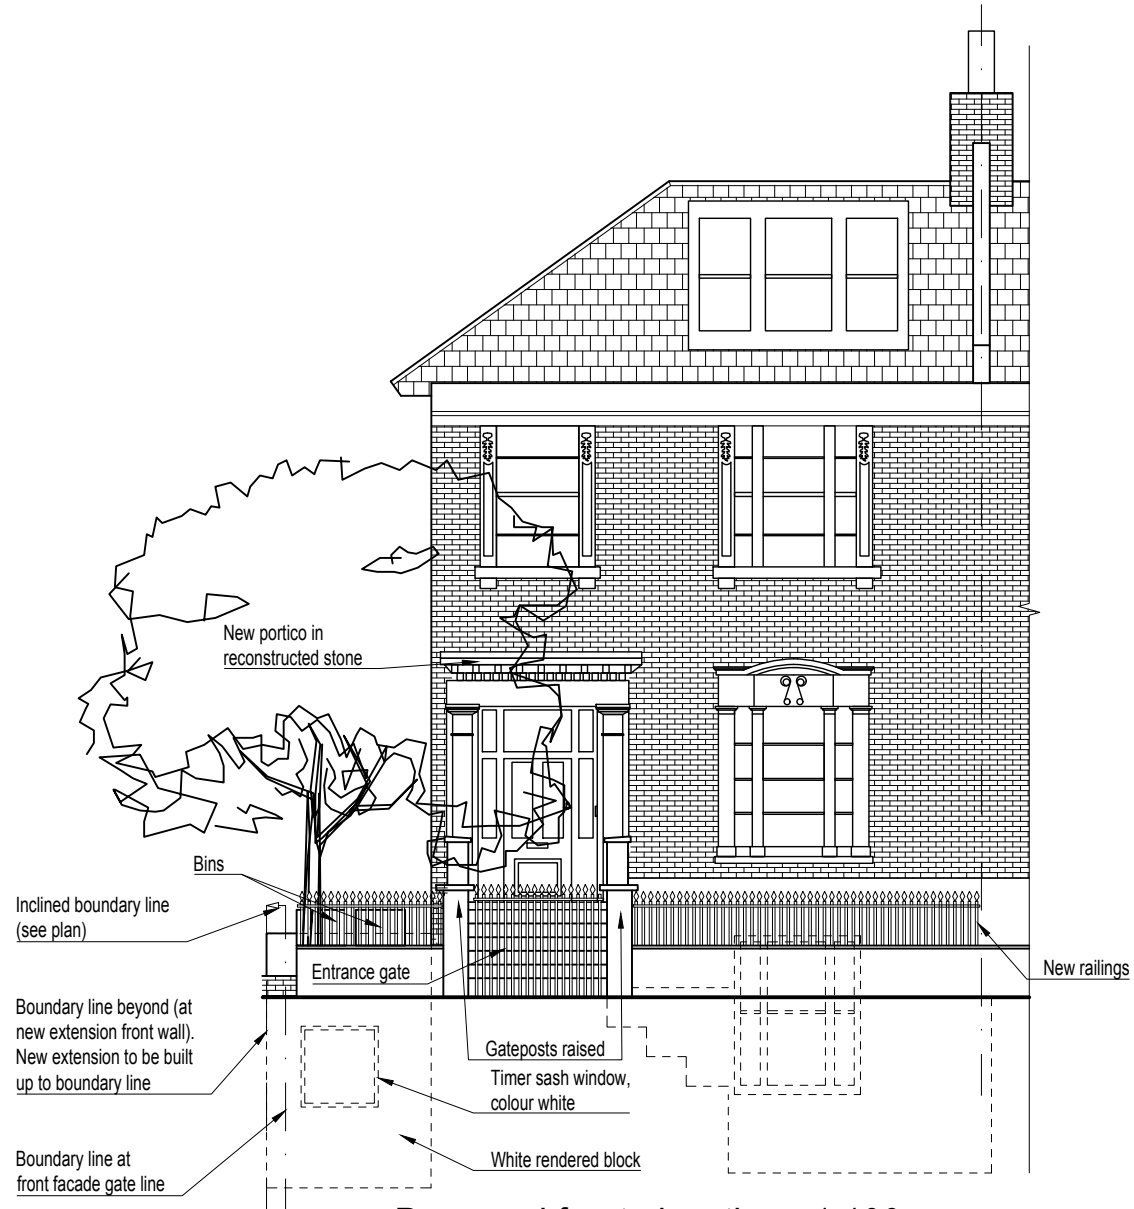 New portico in
reconstructed stone
Bins
Inclined boundary line
(see plan)
Entrance gate
New railings
Boundary line beyond (at
new extension front wall).
New extension to be built
up to boundary line
Gateposts raised
Timer sash window,
colour white
White rendered block
Boundary line at
front facade gate line